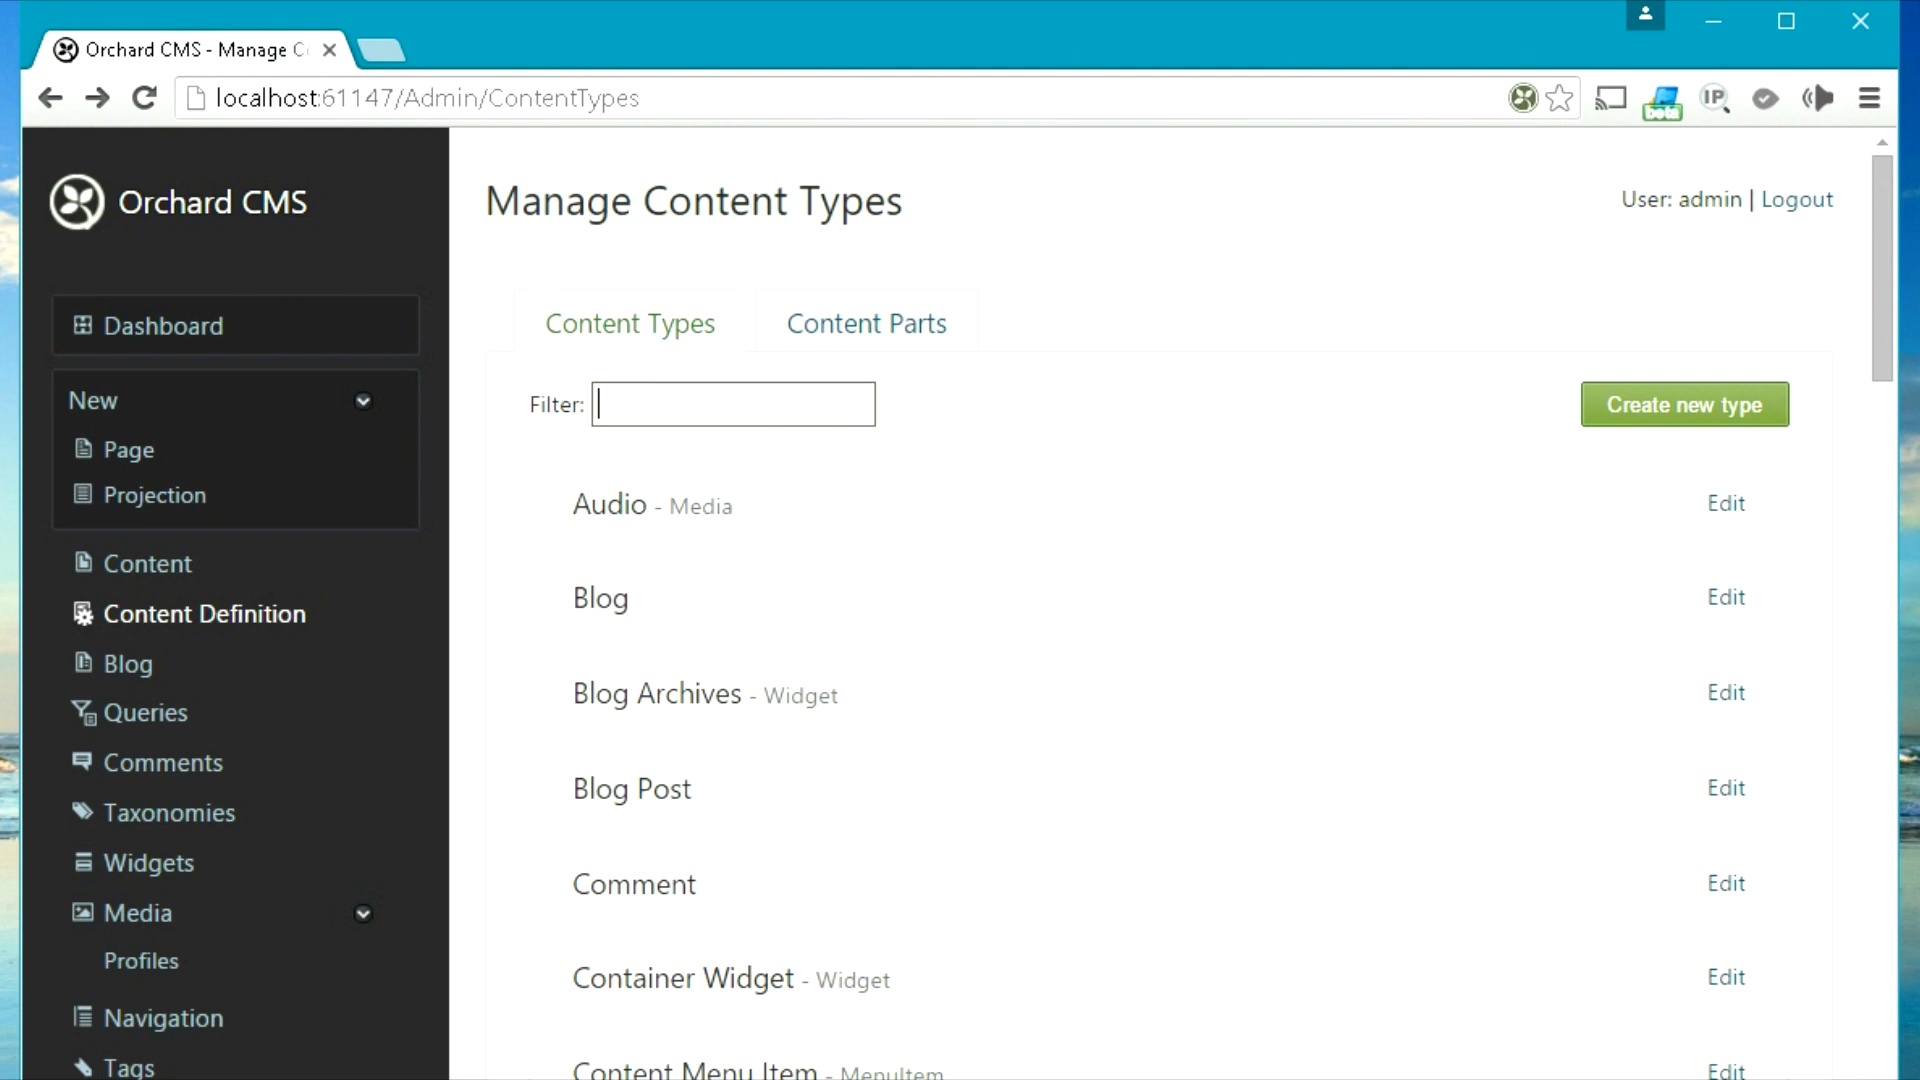 Orchard CMS - Manage C
localhost:61147/Admin/ContentTypes
IP
beta
Orchard CMS
Manage Content Types
User: admin | Logout
Dashboard
Content Types
Content Parts
New
Filter:
Create new type
Page
Projection
Audio - Media
Edit
Content
Blog
Edit
Content Definition
Blog
Blog Archives - Widget
Edit
Queries
Comments
Blog Post
Edit
Taxonomies
Widgets
Comment
Edit
Media
Profiles
Container Widget - Widget
Edit
Navigation
Tags
Content Menu Item - MenuItem
Edit